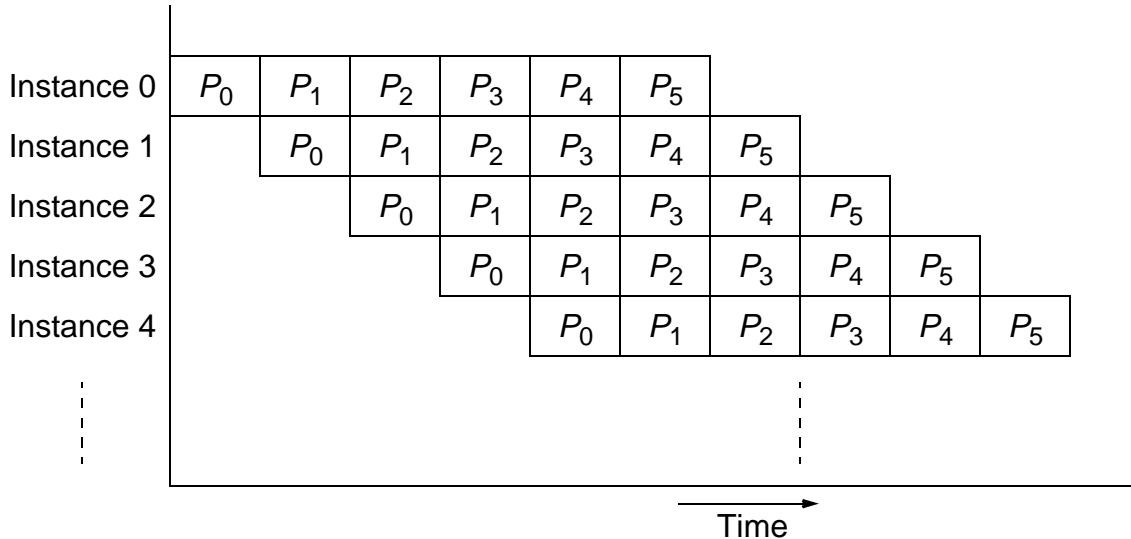 Instance 0 P0 P1 P2 P3 P4 P5
Instance 1 P0 P1 P2 P3 P4 P5
Instance 2 P0 P1 P2 P3 P4 P5
Instance 3 P0 P1 P2 P3 P4 P5
Instance 4 P0 P1 P2 P3 P4 P5
Time